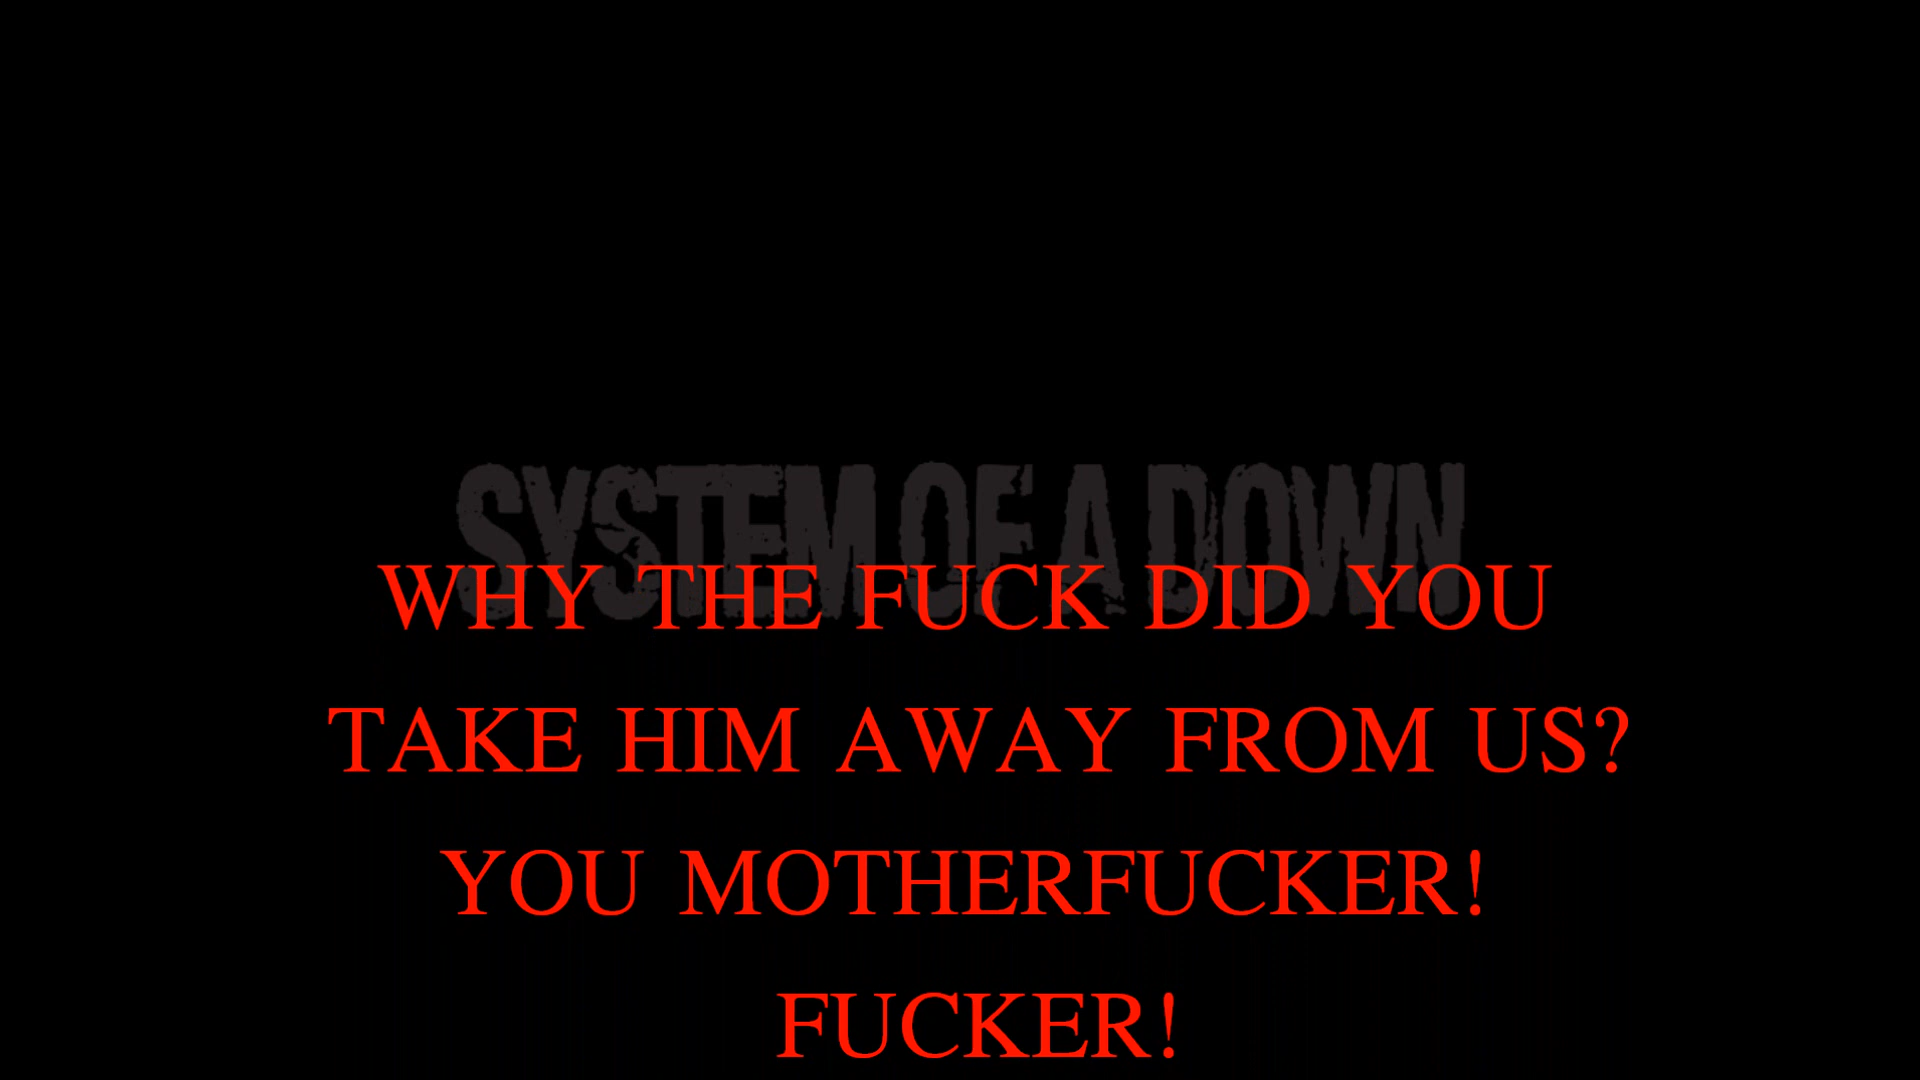 SYSTEM OF A DOWN
WHY THE FUCK DID YOU
TAKE HIM AWAY FROM US?
YOU MOTHERFUCKER!
FUCKER!